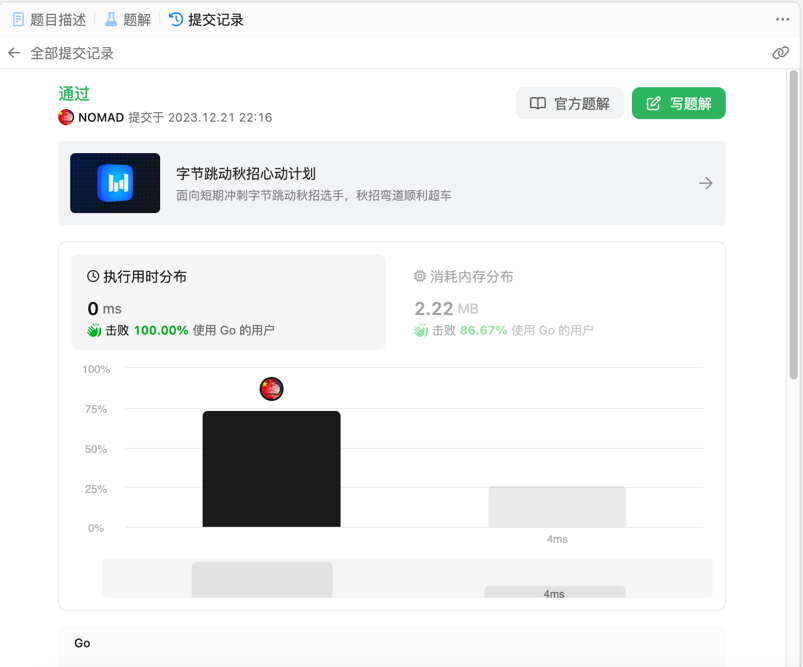 题目描述 题解 提交记录
全部提交记录
通过
NOMAD 提交于 2023.12.21 22:16
官方题解 写题解
字节跳动秋招心动计划
面向短期冲刺字节跳动秋招选手，秋招弯道顺利超车
执行用时分布
0 ms
击败 100.00% 使用 Go 的用户
消耗内存分布
2.22 MB
击败 86.67% 使用 Go 的用户
100%
75%
50%
25%
0%
4ms
4ms
Go